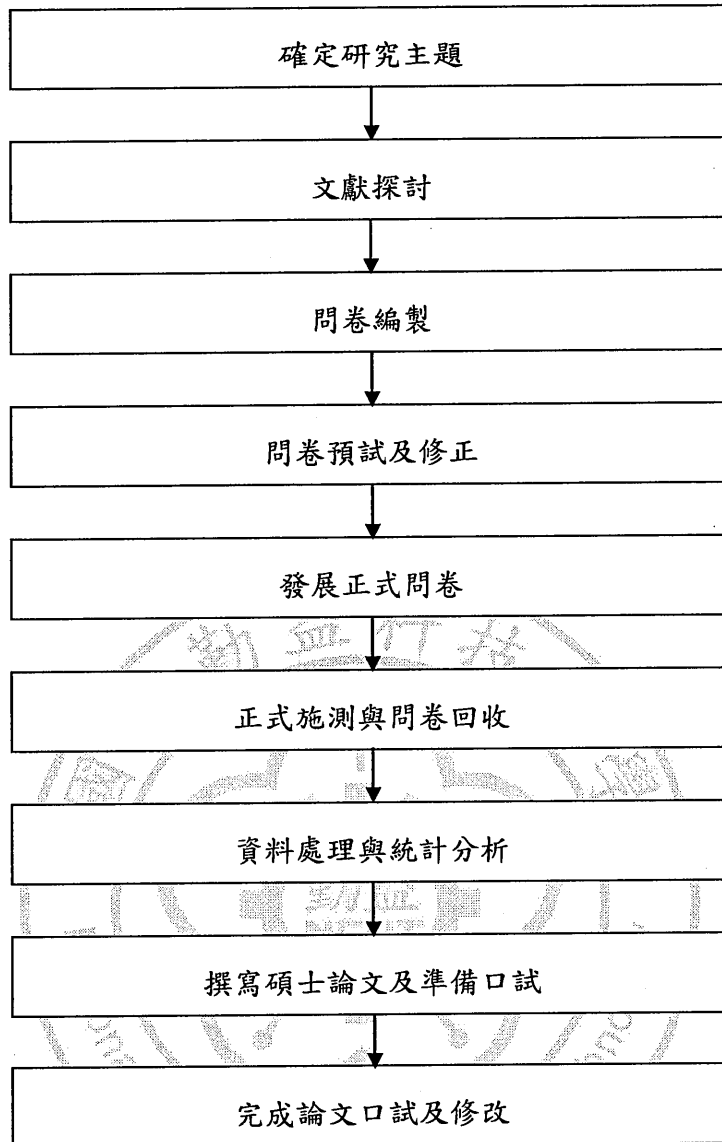 確定研究主題
文獻探討
問卷編製
問卷預試及修正
發展正式問卷
正式施測與問卷回收
資料處理與統計分析
撰寫碩士論文及準備口試
完成論文口試及修改